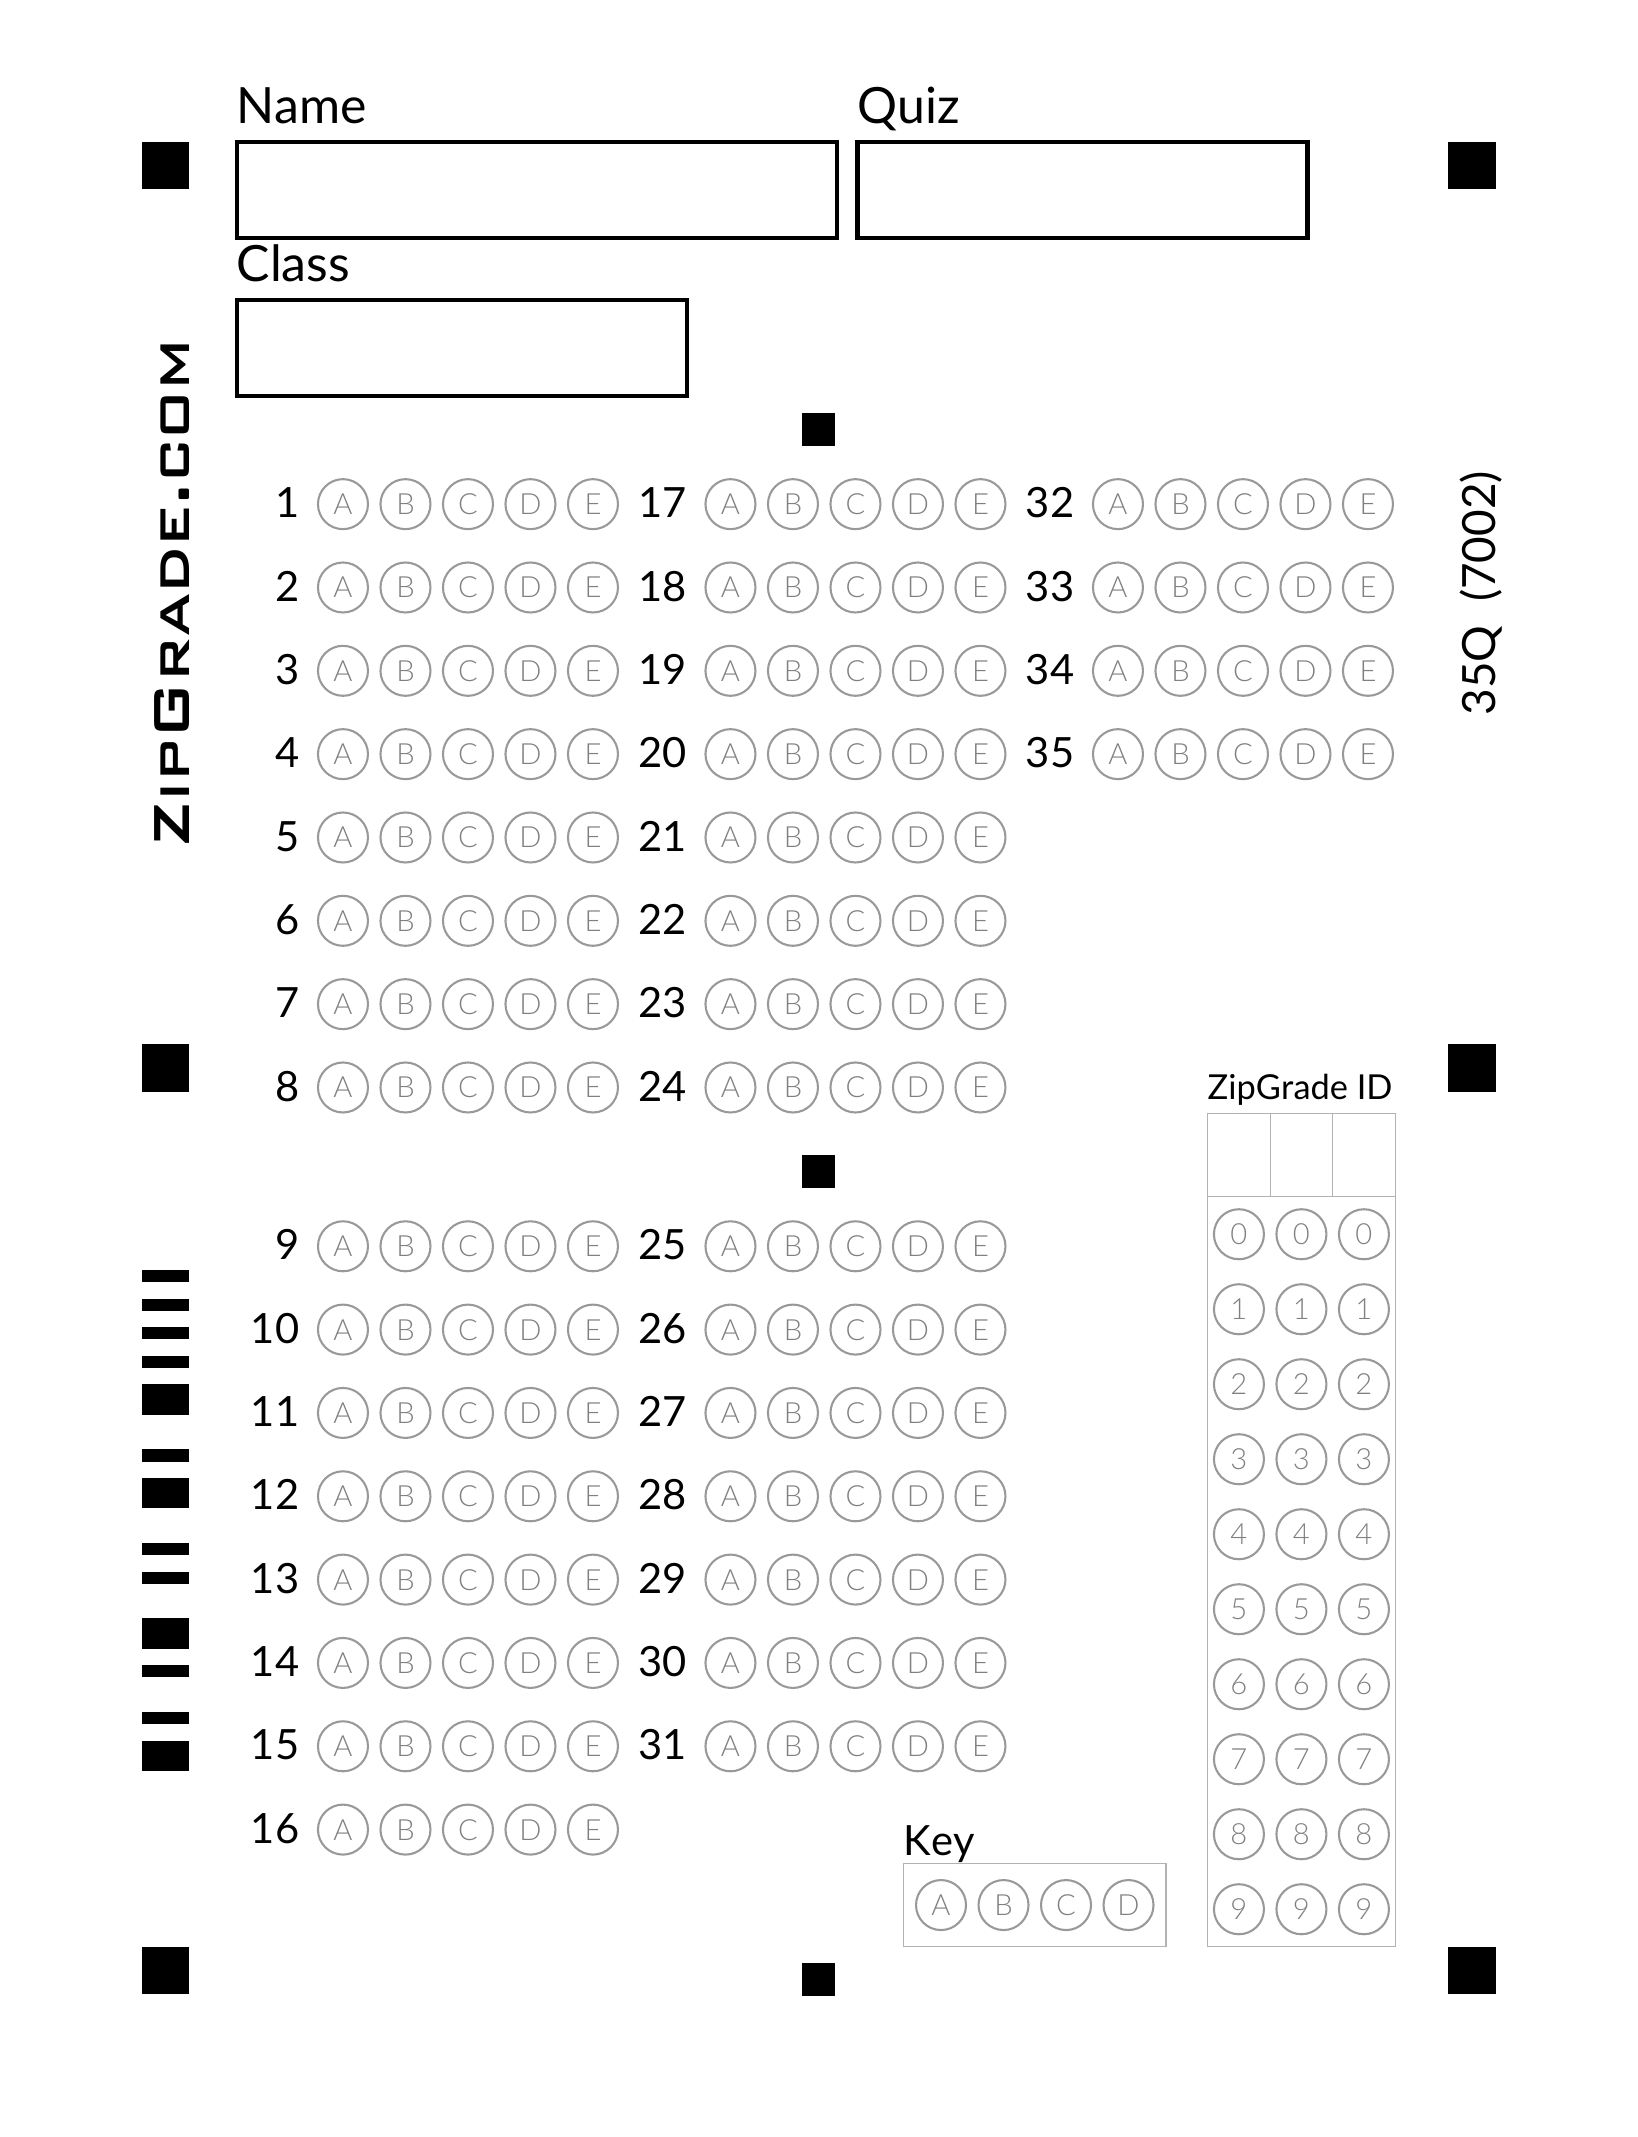 Name
Quiz
Class
ZIPGRADE.COM
35Q (7002)
1 A B C D E 17 A B C D E 32 A B C D E
2 A B C D E 18 A B C D E 33 A B C D E
3 A B C D E 19 A B C D E 34 A B C D E
4 A B C D E 20 A B C D E 35 A B C D E
5 A B C D E 21 A B C D E
6 A B C D E 22 A B C D E
7 A B C D E 23 A B C D E
8 A B C D E 24 A B C D E
9 A B C D E 25 A B C D E
10 A B C D E 26 A B C D E
11 A B C D E 27 A B C D E
12 A B C D E 28 A B C D E
13 A B C D E 29 A B C D E
14 A B C D E 30 A B C D E
15 A B C D E 31 A B C D E
16 A B C D E
ZipGrade ID
0 0 0
1 1 1
2 2 2
3 3 3
4 4 4
5 5 5
6 6 6
7 7 7
8 8 8
9 9 9
Key
A B C D